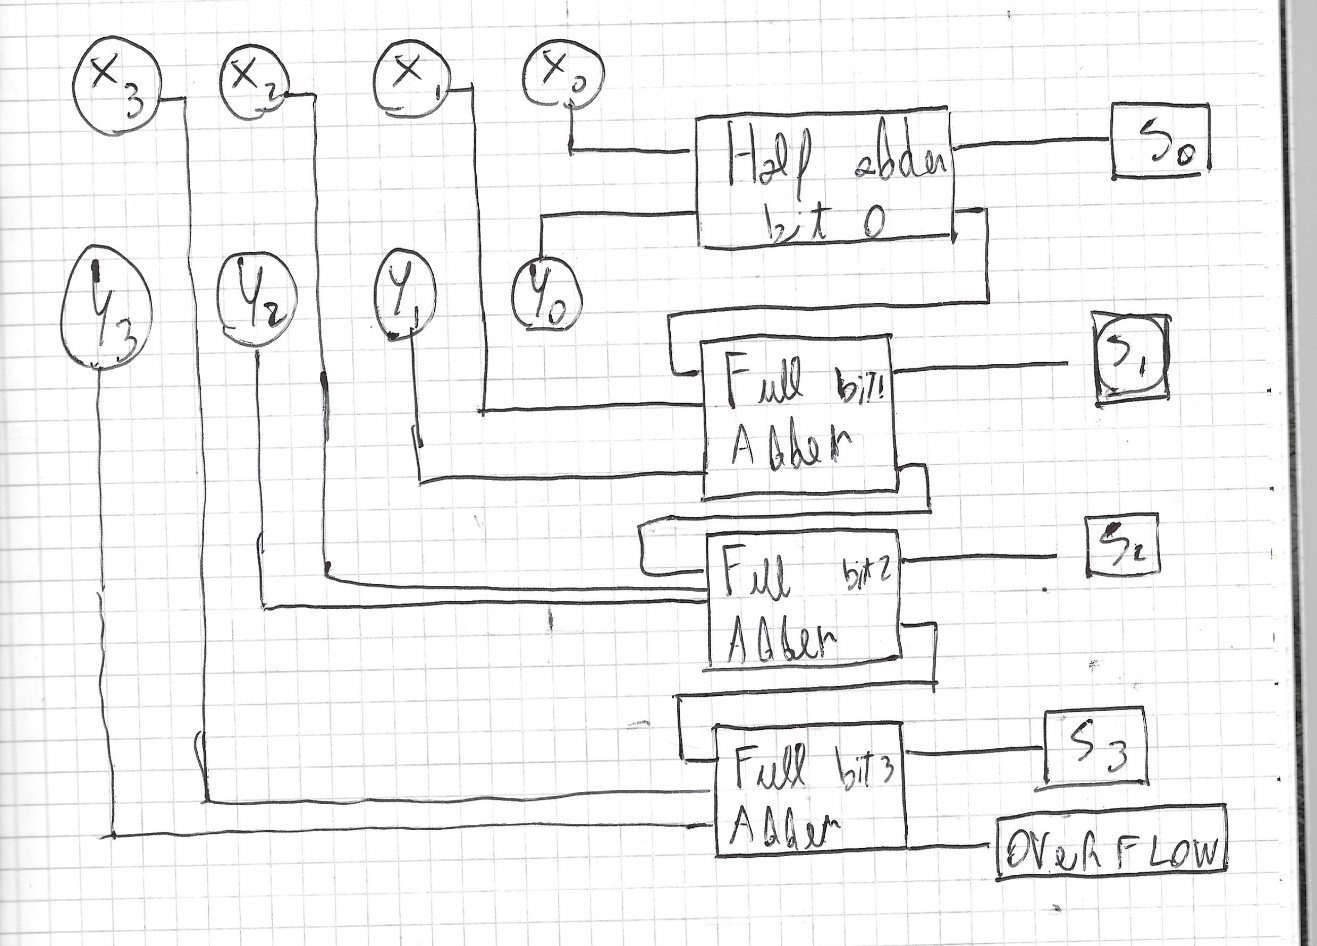 X3 X2 X1 X0
Half adder
bit 0
S0
Y3 Y2 Y1 Y0
Full bit1
Adder
S1
Full bit2
Adder
S2
Full bit3
Adder
S3
OVeRFLOW